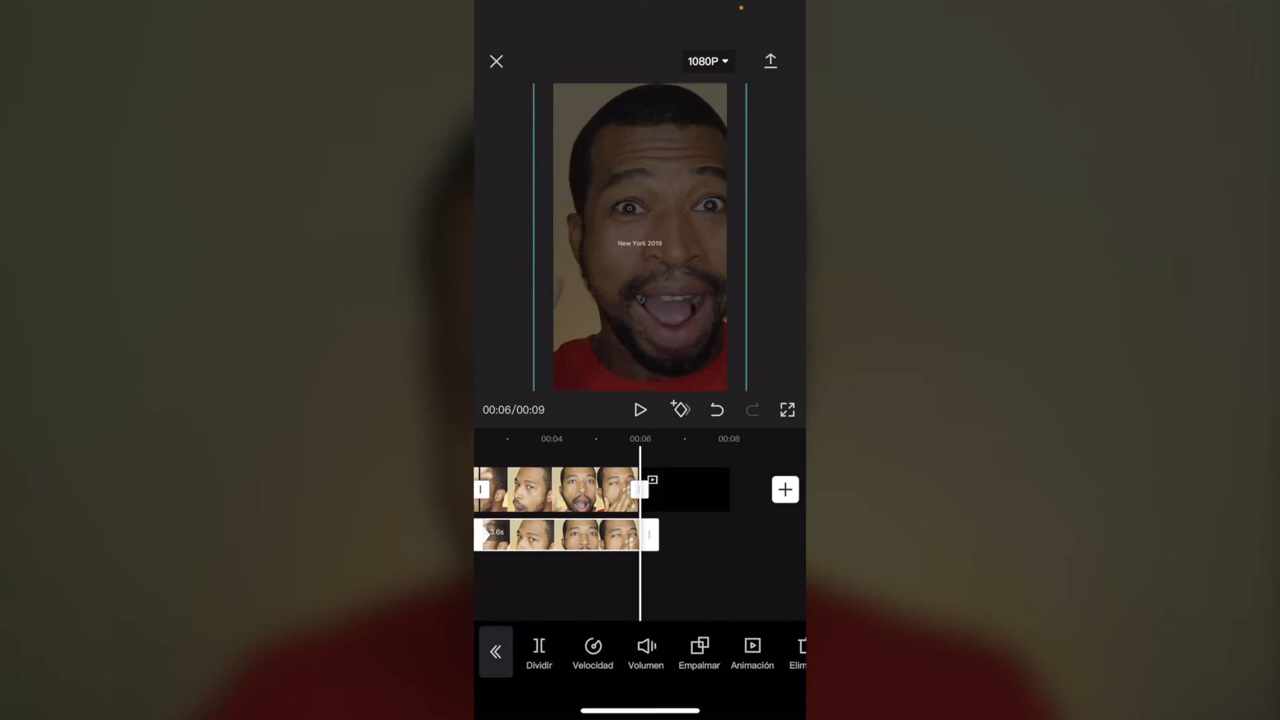 1080P
New York 2019
00:06/00:09
00:04 00:06 00:08
3.6s
Dividir Velocidad Volumen Empalmar Animación Elim